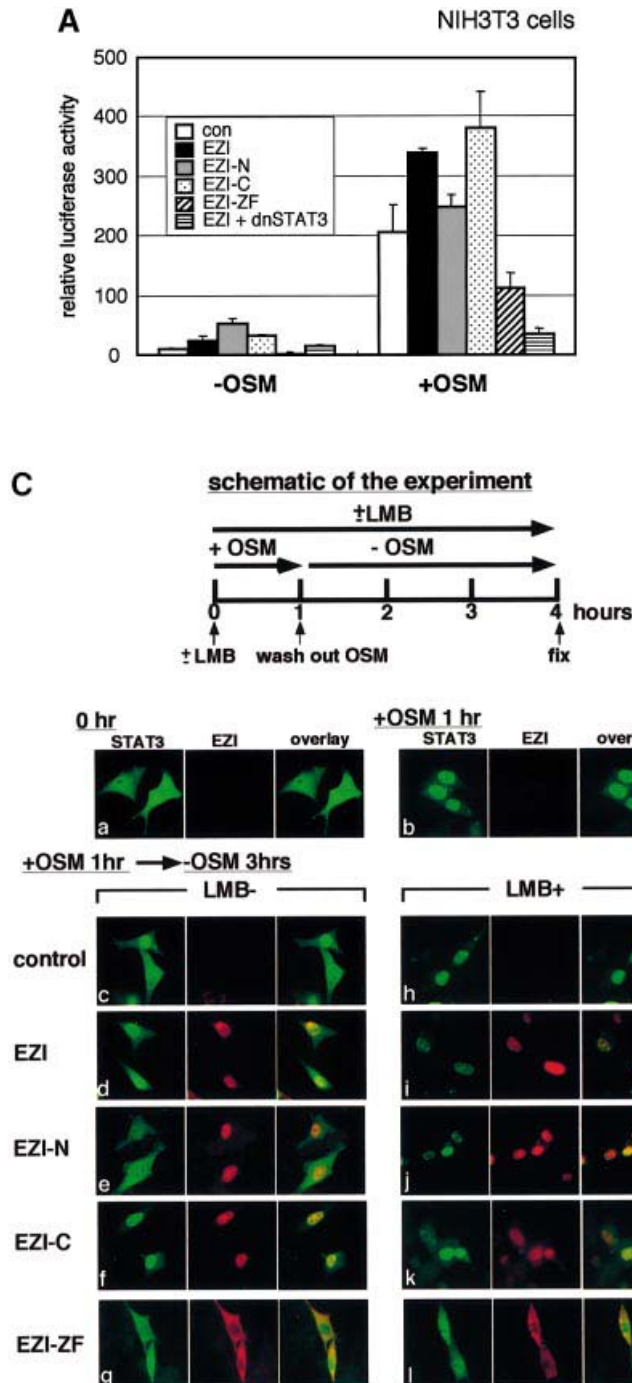 A
NIH3T3 cells
500
400
300
200
100
0
relative luciferase activity
con
EZI
EZI-N
EZI-C
EZI-ZF
EZI + dnSTAT3
-OSM
+OSM
C
schematic of the experiment
±LMB
+ OSM
- OSM
0 1 2 3 4 hours
±LMB wash out OSM fix
0 hr
+OSM 1hr
STAT3 EZI overlay
STAT3 EZI over
a
b
+OSM 1hr → -OSM 3hrs
LMB-
LMB+
control
c
h
EZI
d
i
EZI-N
e
j
EZI-C
f
k
EZI-ZF
g
l